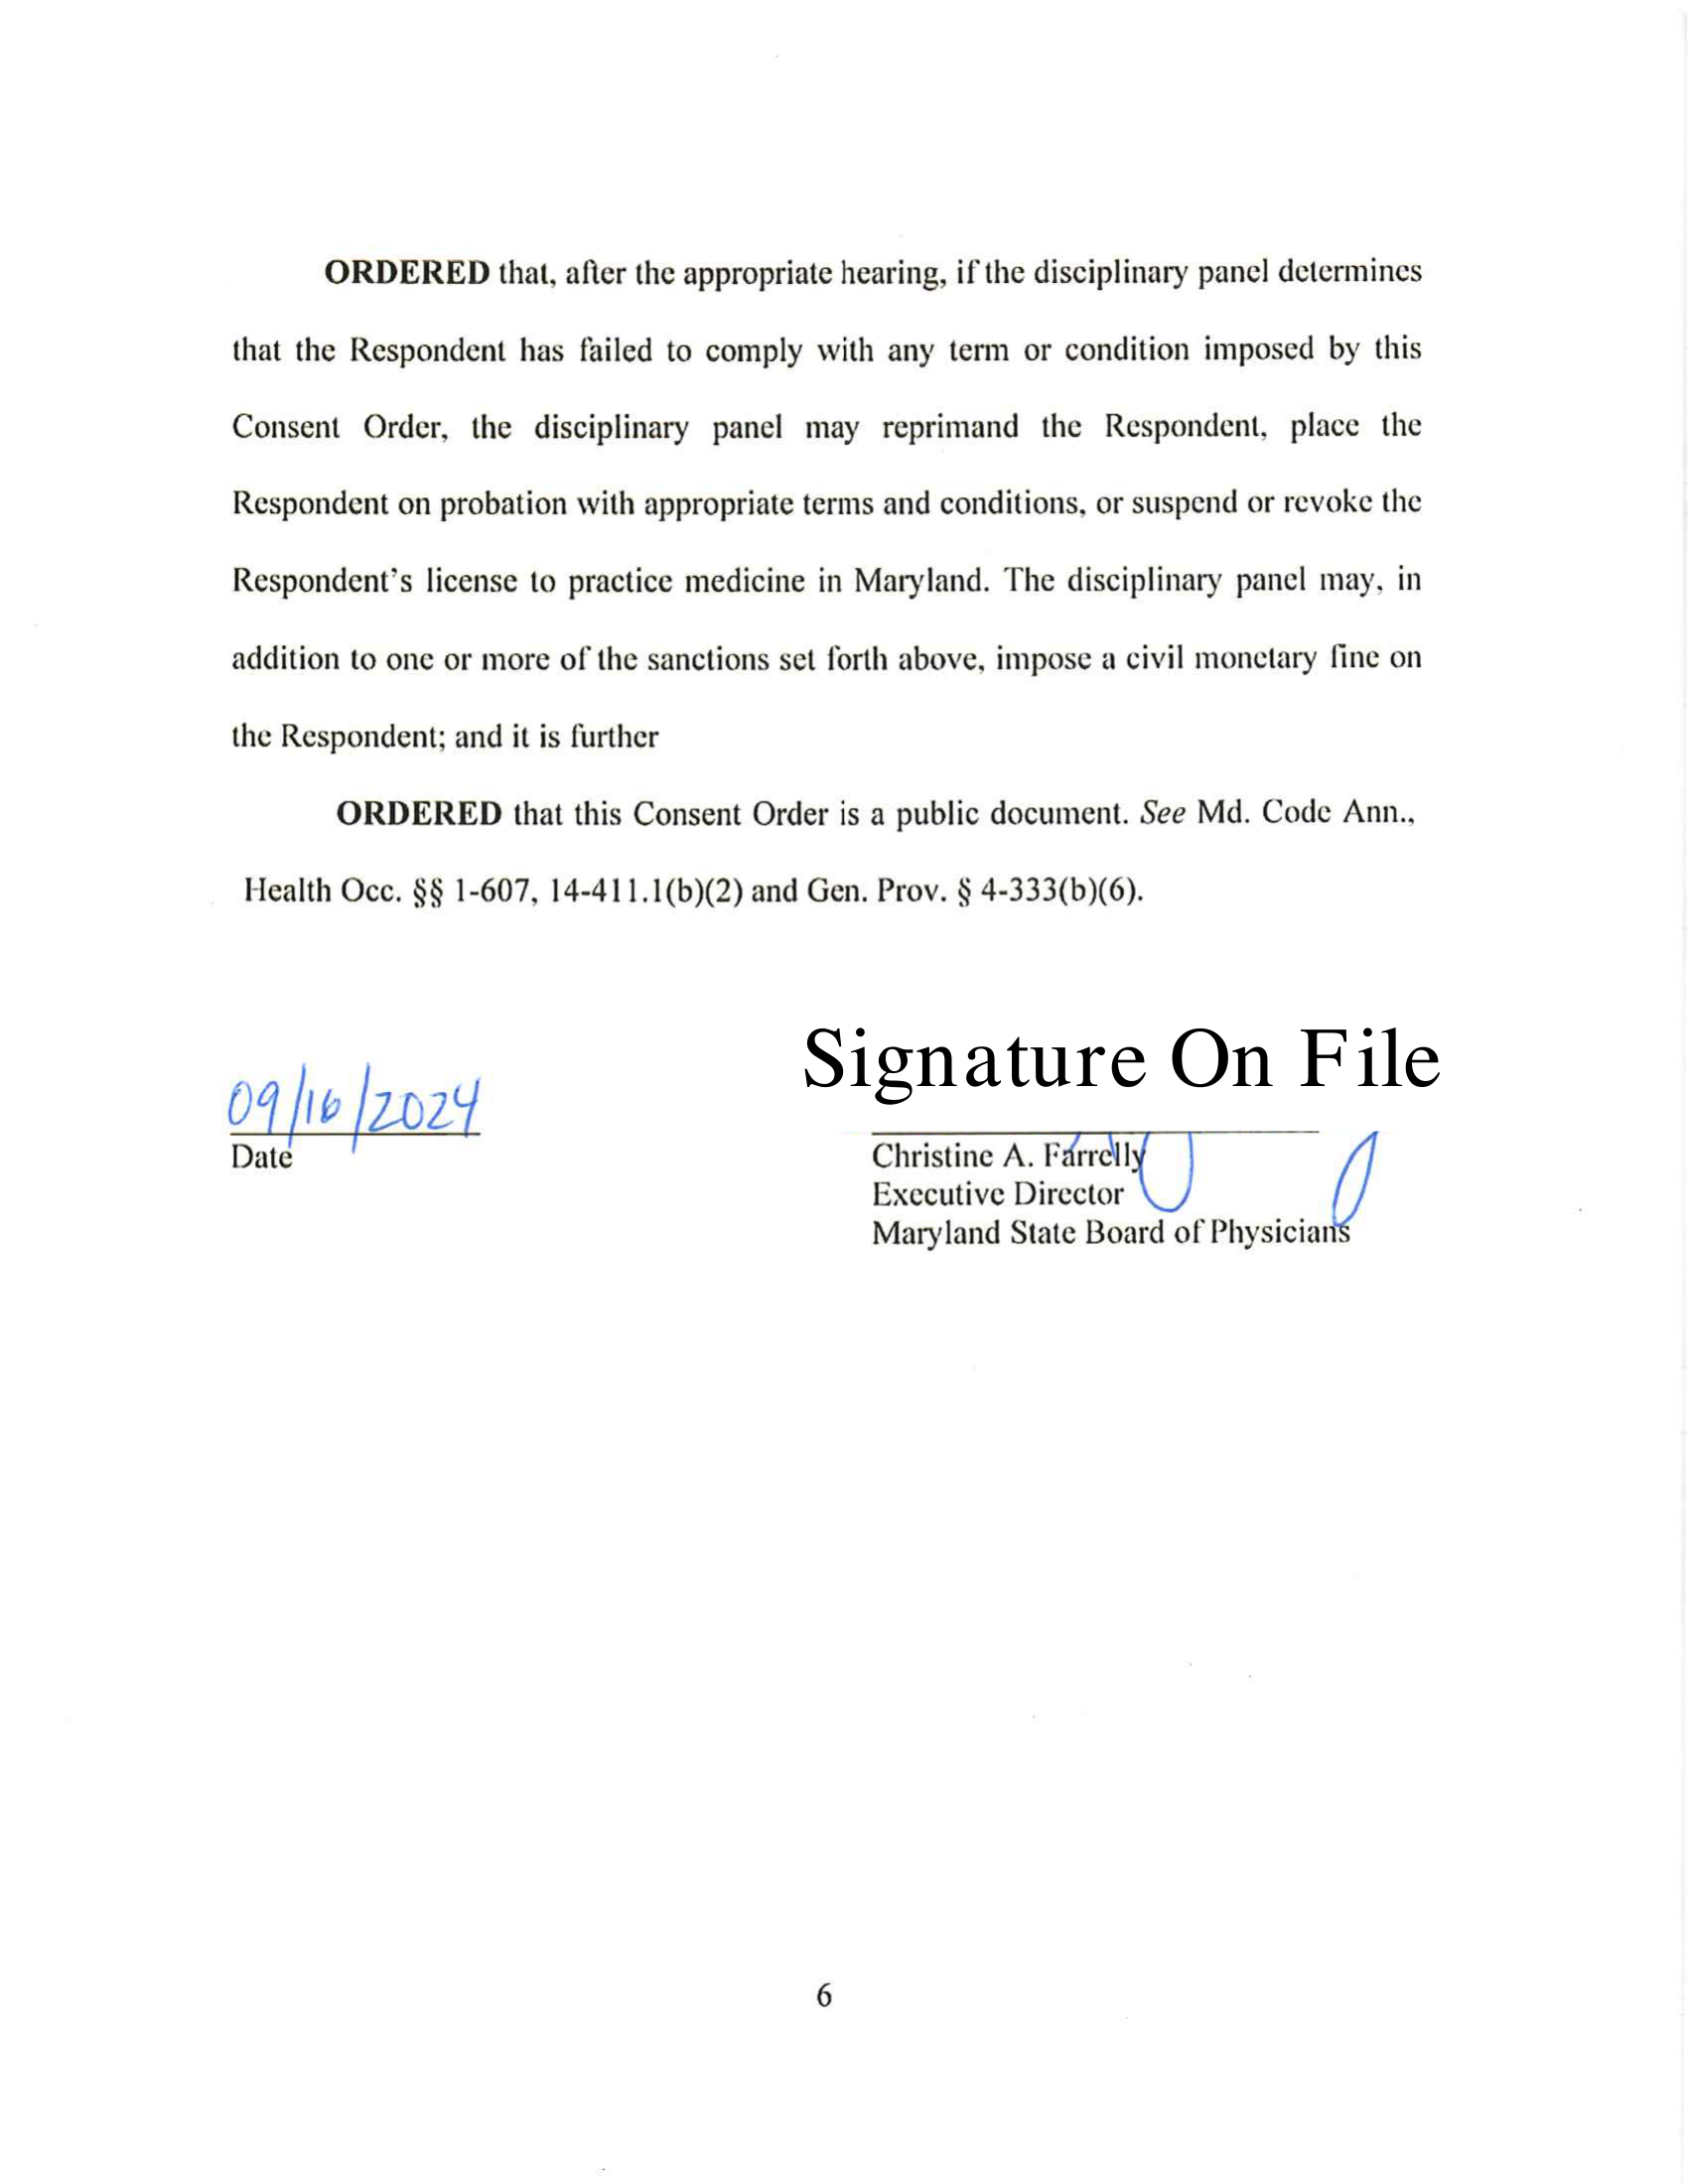 ORDERED that, after the appropriate hearing, if the disciplinary panel determines
that the Respondent has failed to comply with any term or condition imposed by this
Consent Order, the disciplinary panel may reprimand the Respondent, place the
Respondent on probation with appropriate terms and conditions, or suspend or revoke the
Respondent's license to practice medicine in Maryland. The disciplinary panel may, in
addition to one or more of the sanctions set forth above, impose a civil monetary fine on
the Respondent; and it is further
ORDERED that this Consent Order is a public document. See Md. Code Ann.,
Health Occ. §§ 1-607, 14-411.1(b)(2) and Gen. Prov. § 4-333(b)(6).
Signature On File
09/16/2024
Date
Christine A. Farrelly
Executive Director
Maryland State Board of Physicians
6